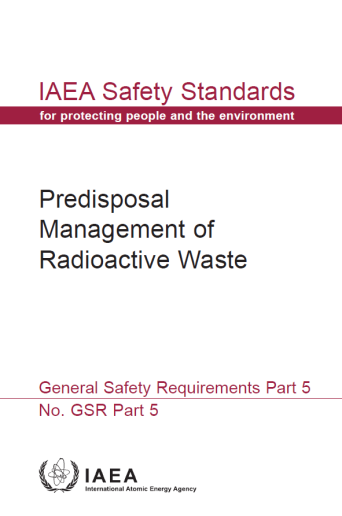 IAEA Safety Standards
for protecting people and the environment
Predisposal
Management of
Radioactive Waste
General Safety Requirements Part 5
No. GSR Part 5
IAEA
International Atomic Energy Agency